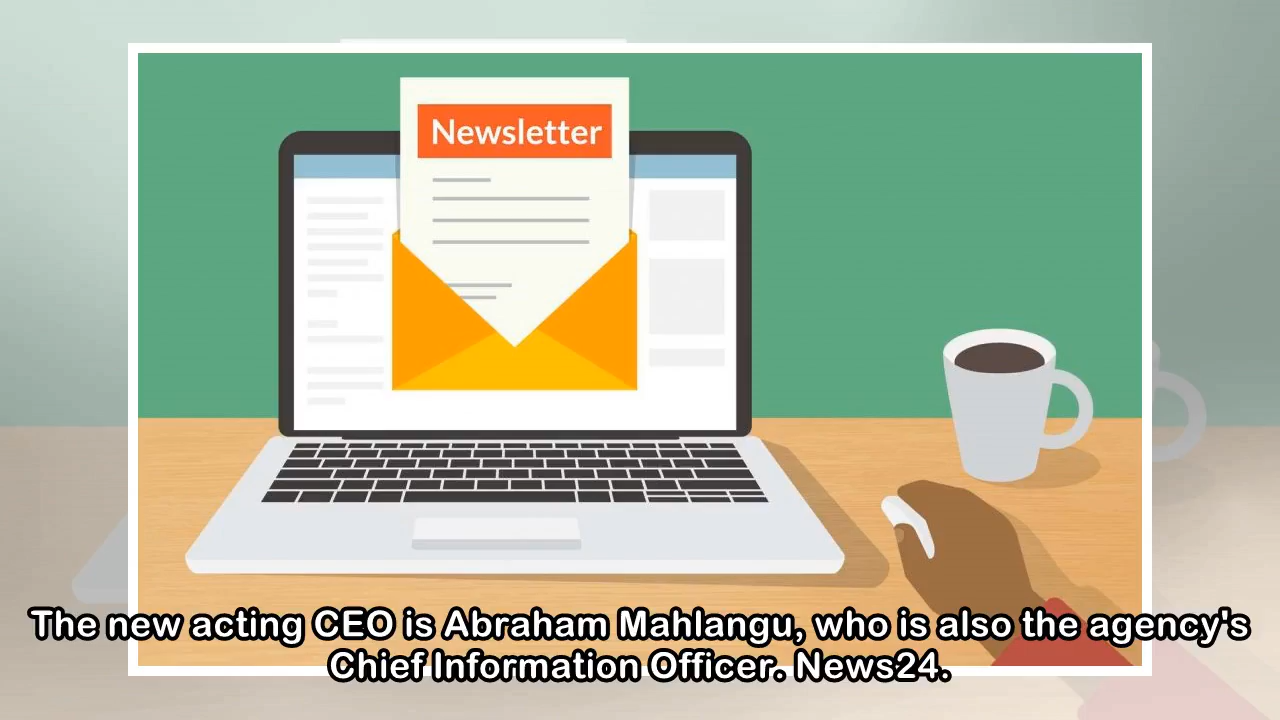 Newsletter
The new acting CEO is Abraham Mahlangu, who is also the agency's
Chief Information Officer. News24.